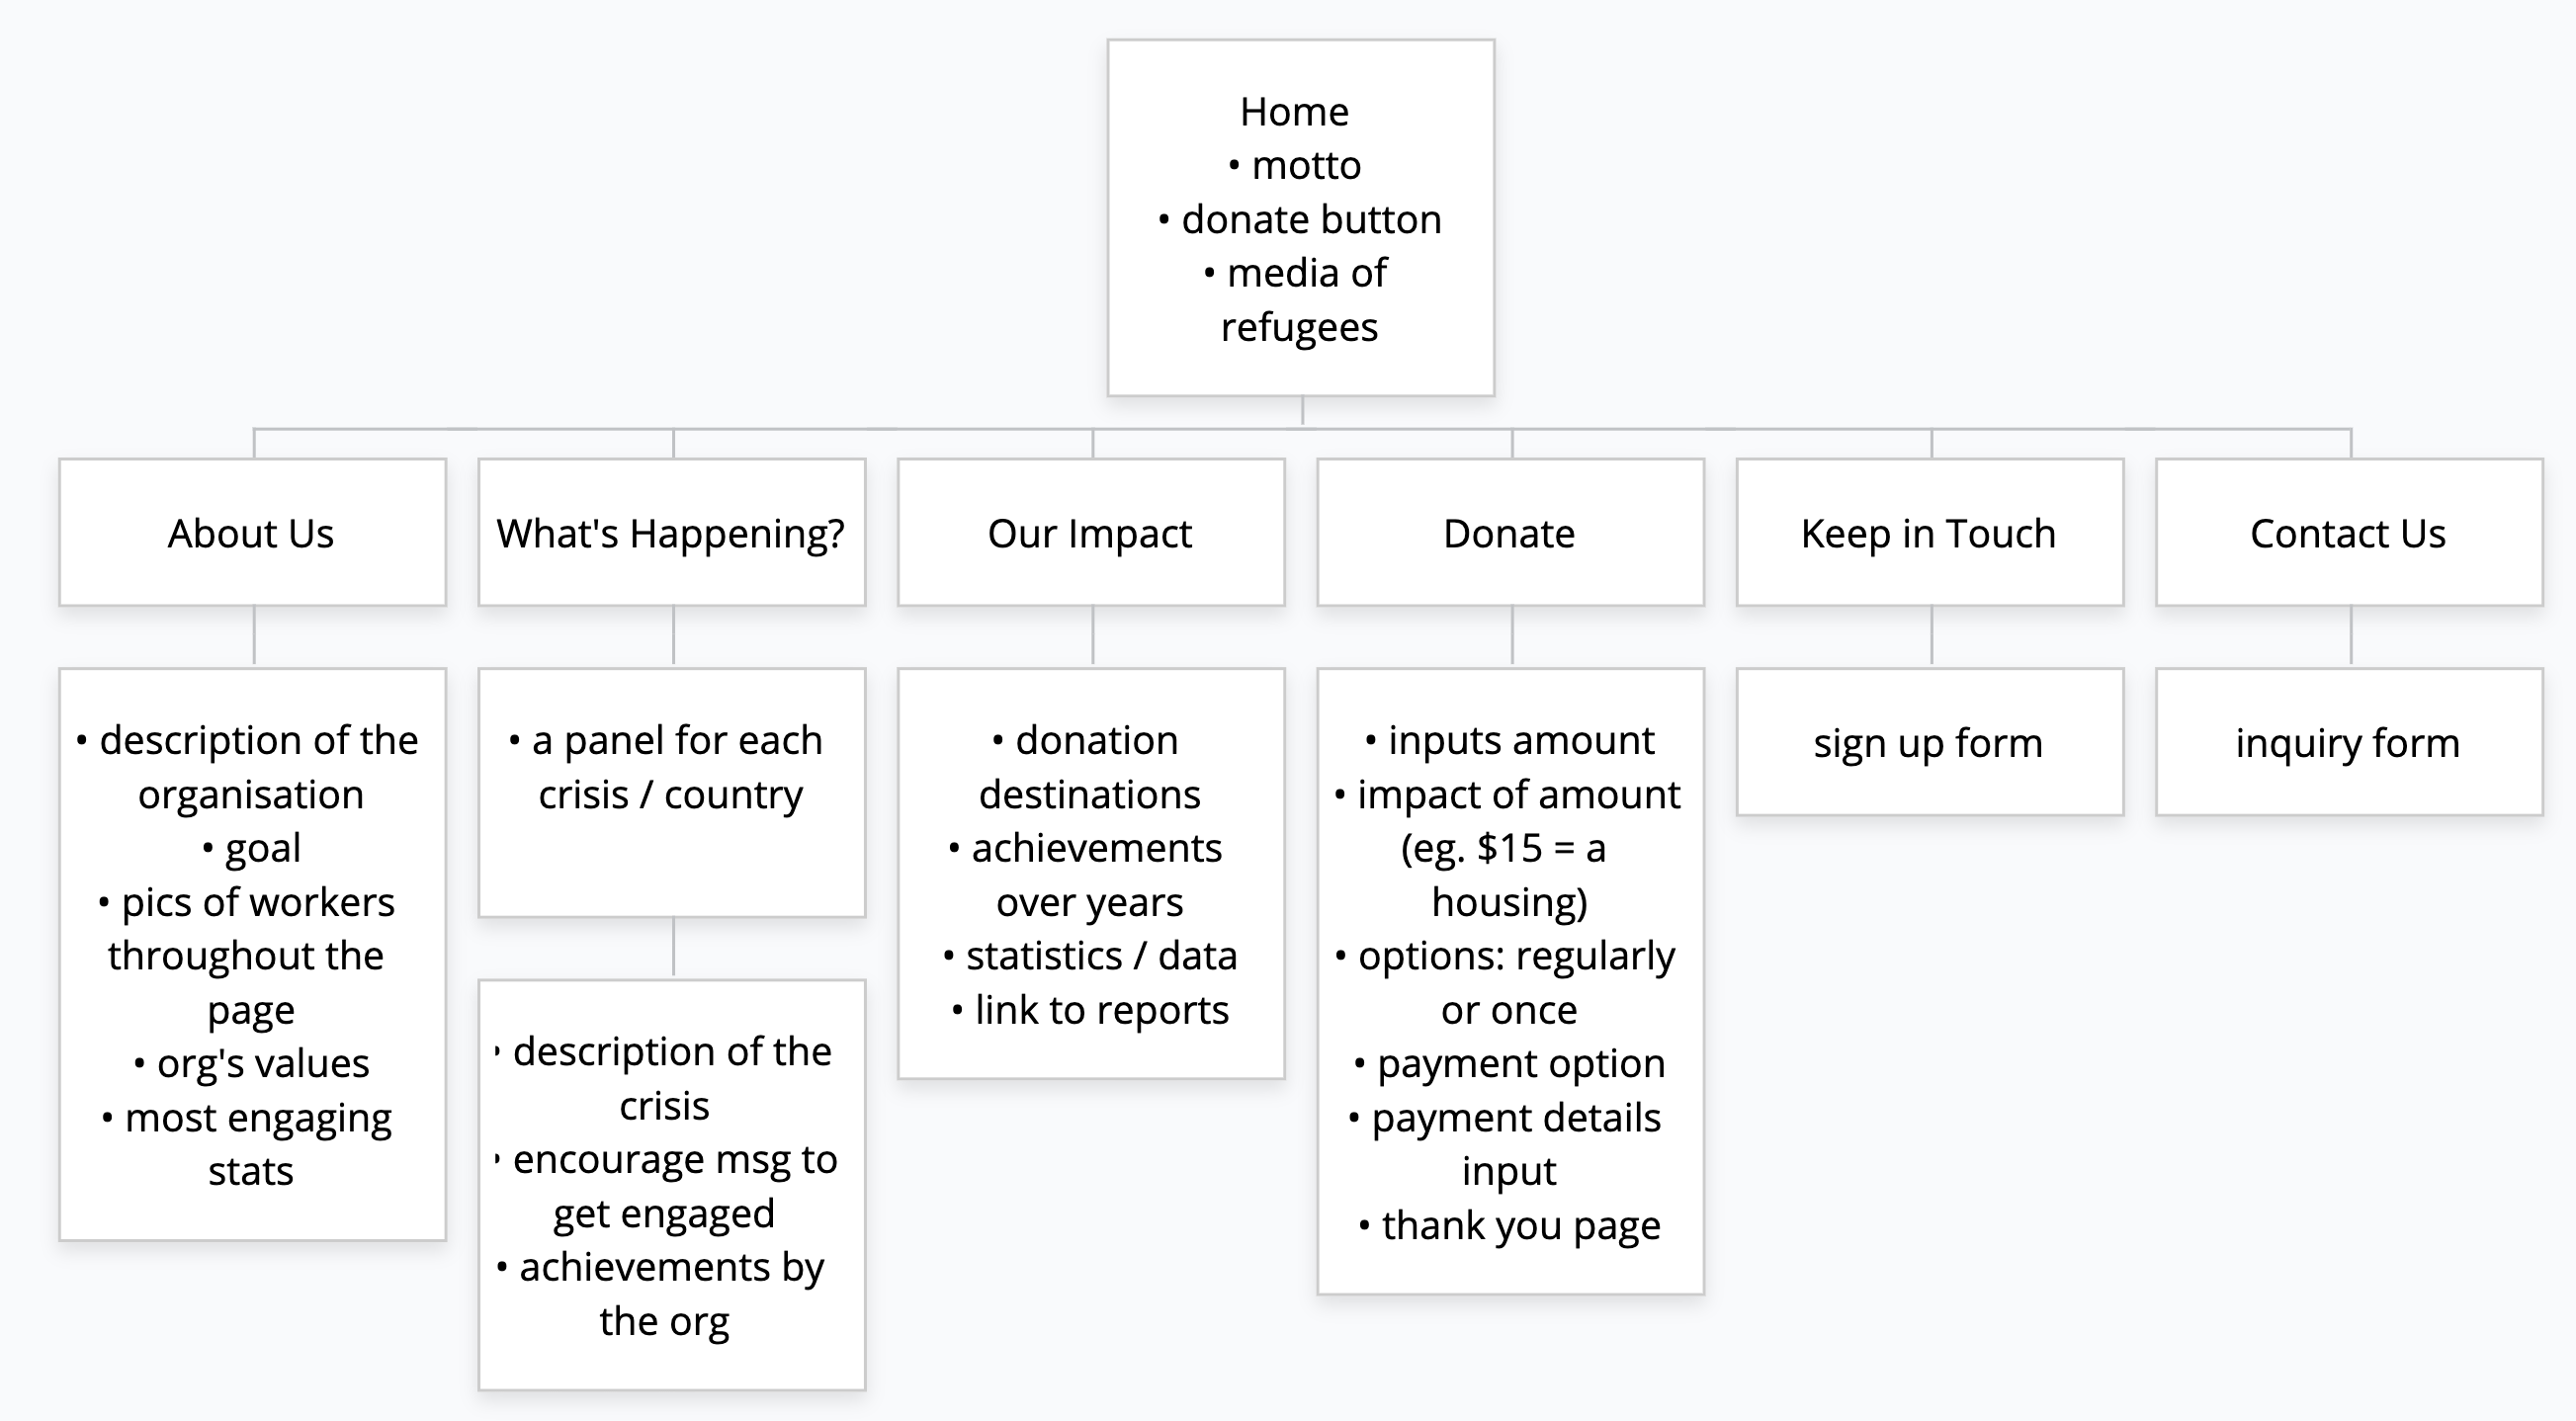 Home
• motto
• donate button
• media of
refugees
About Us
What's Happening?
Our Impact
Donate
Keep in Touch
Contact Us
• description of the
organisation
• goal
• pics of workers
throughout the
page
• org's values
• most engaging
stats
• a panel for each
crisis / country
• description of the
crisis
• encourage msg to
get engaged
• achievements by
the org
• donation
destinations
• achievements
over years
• statistics / data
• link to reports
• inputs amount
• impact of amount
(eg. $15 = a
housing)
• options: regularly
or once
• payment option
• payment details
input
• thank you page
sign up form
inquiry form